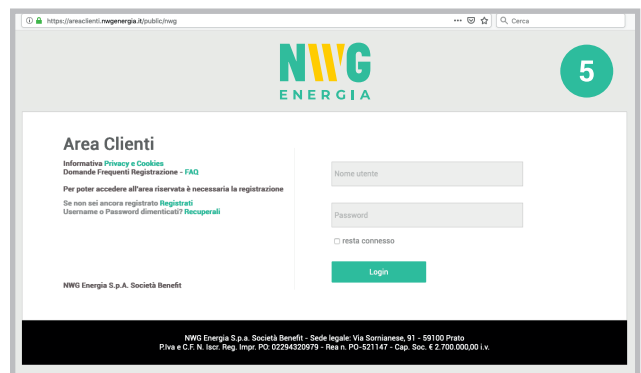 https://areaclienti.nwgenergia.it/public/nwg
Cerca
NWG
ENERGIA
5
Area Clienti
Informativa Privacy e Cookies
Domande Frequenti Registrazione - FAQ
Per poter accedere all'area riservata è necessaria la registrazione
Se non sei ancora registrato Registrati
Username o Password dimenticati? Recuperali
NWG Energia S.p.A. Società Benefit
Nome utente
Password
resta connesso
Login
NWG Energia S.p.a. Società Benefit - Sede legale: Via Sornianese, 91 - 59100 Prato
P.Iva e C.F. N. Iscr. Reg. Impr. PO: 02294320979 - Rea n. PO-521147 - Cap. Soc. € 2.700.000,00 i.v.